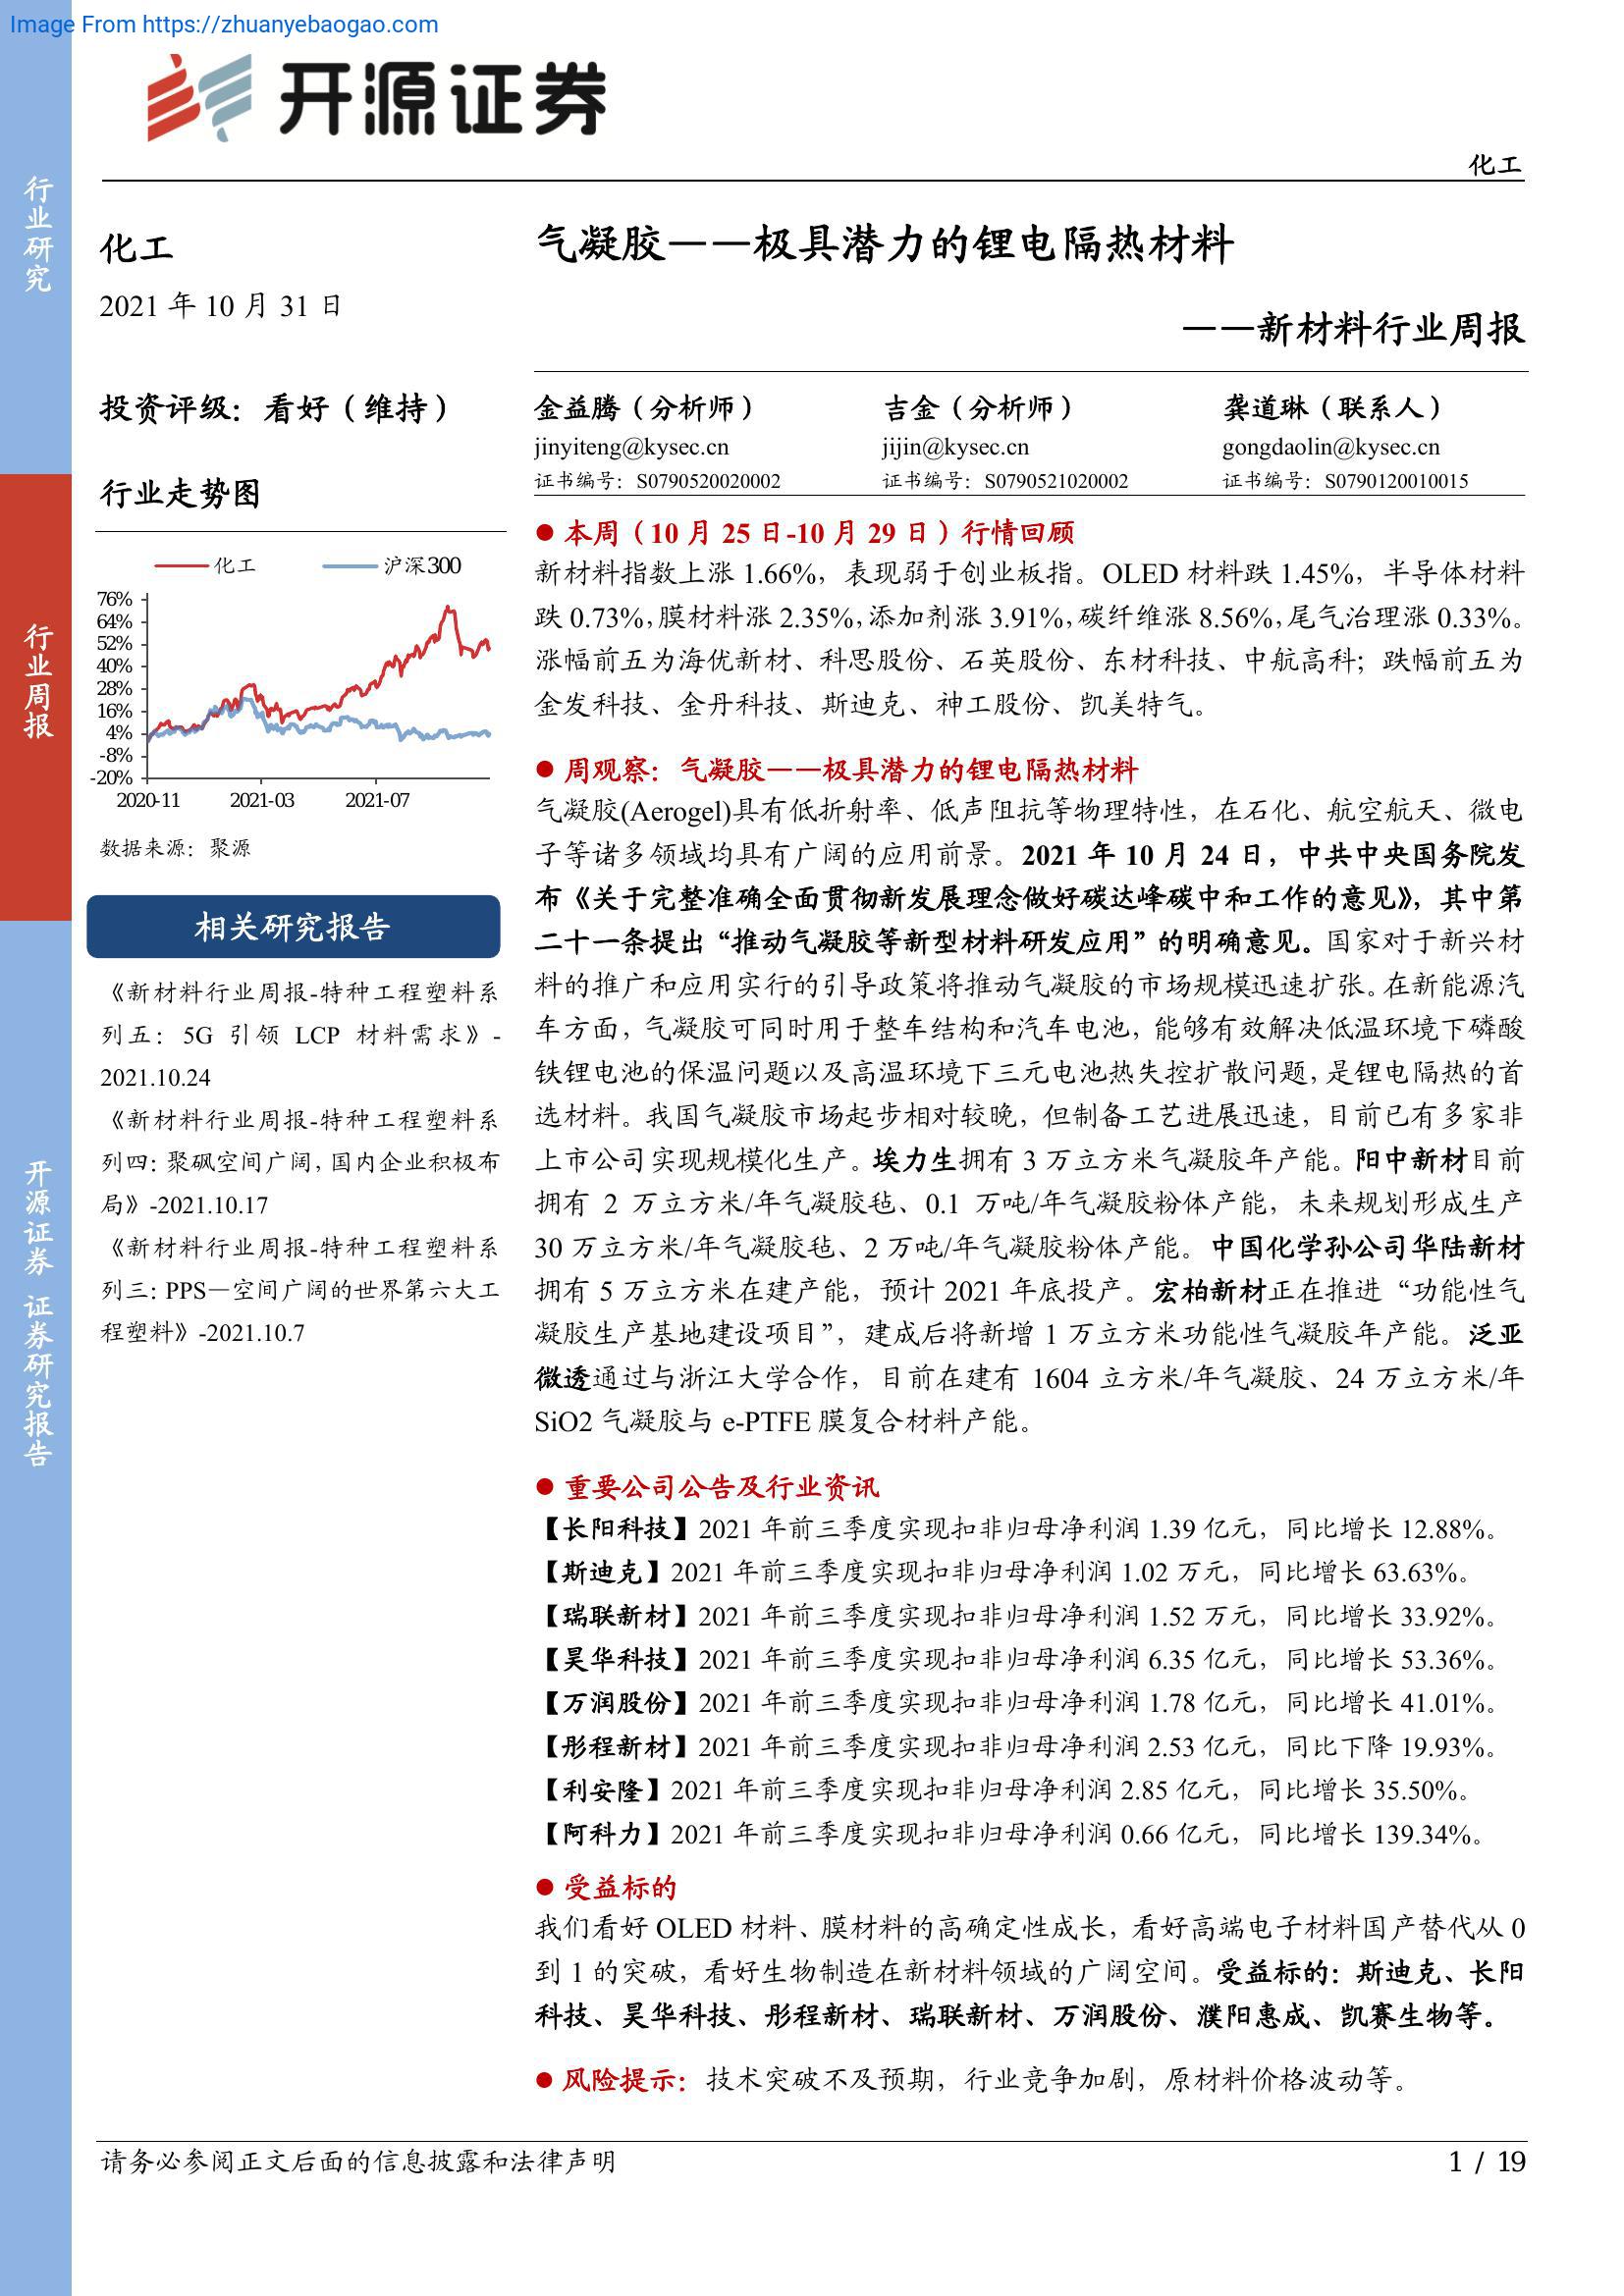 Image From https://zhuanyebaogao.com
开源证券
化工
行业研究
行业周报
开源证券 证券研究报告
化工
2021 年 10 月 31 日
投资评级：看好（维持）
行业走势图
化工 沪深300
76%
64%
52%
40%
28%
16%
4%
-8%
-20%
2020-11 2021-03 2021-07
数据来源：聚源
相关研究报告
《新材料行业周报-特种工程塑料系
列五：5G 引领 LCP 材料需求》-
2021.10.24
《新材料行业周报-特种工程塑料系
列四：聚砜空间广阔，国内企业积极布
局》-2021.10.17
《新材料行业周报-特种工程塑料系
列三：PPS—空间广阔的世界第六大工
程塑料》-2021.10.7
气凝胶——极具潜力的锂电隔热材料
——新材料行业周报
金益腾（分析师） 吉金（分析师） 龚道琳（联系人）
jinyiteng@kysec.cn jijin@kysec.cn gongdaolin@kysec.cn
证书编号：S0790520020002 证书编号：S0790521020002 证书编号：S0790120010015
● 本周（10 月 25 日-10 月 29 日）行情回顾
新材料指数上涨 1.66%，表现弱于创业板指。OLED 材料跌 1.45%，半导体材料
跌 0.73%，膜材料涨 2.35%，添加剂涨 3.91%，碳纤维涨 8.56%，尾气治理涨 0.33%。
涨幅前五为海优新材、科思股份、石英股份、东材科技、中航高科；跌幅前五为
金发科技、金丹科技、斯迪克、神工股份、凯美特气。
● 周观察：气凝胶——极具潜力的锂电隔热材料
气凝胶(Aerogel)具有低折射率、低声阻抗等物理特性，在石化、航空航天、微电
子等诸多领域均具有广阔的应用前景。2021 年 10 月 24 日，中共中央国务院发
布《关于完整准确全面贯彻新发展理念做好碳达峰碳中和工作的意见》，其中第
二十一条提出“推动气凝胶等新型材料研发应用”的明确意见。国家对于新兴材
料的推广和应用实行的引导政策将推动气凝胶的市场规模迅速扩张。在新能源汽
车方面，气凝胶可同时用于整车结构和汽车电池，能够有效解决低温环境下磷酸
铁锂电池的保温问题以及高温环境下三元电池热失控扩散问题，是锂电隔热的首
选材料。我国气凝胶市场起步相对较晚，但制备工艺进展迅速，目前已有多家非
上市公司实现规模化生产。埃力生拥有 3 万立方米气凝胶年产能。阳中新材目前
拥有 2 万立方米/年气凝胶毡、0.1 万吨/年气凝胶粉体产能，未来规划形成生产
30 万立方米/年气凝胶毡、2 万吨/年气凝胶粉体产能。中国化学孙公司华陆新材
拥有 5 万立方米在建产能，预计 2021 年底投产。宏柏新材正在推进“功能性气
凝胶生产基地建设项目”，建成后将新增 1 万立方米功能性气凝胶年产能。泛亚
微透通过与浙江大学合作，目前在建有 1604 立方米/年气凝胶、24 万立方米/年
SiO2 气凝胶与 e-PTFE 膜复合材料产能。
● 重要公司公告及行业资讯
【长阳科技】2021 年前三季度实现扣非归母净利润 1.39 亿元，同比增长 12.88%。
【斯迪克】2021 年前三季度实现扣非归母净利润 1.02 万元，同比增长 63.63%。
【瑞联新材】2021 年前三季度实现扣非归母净利润 1.52 万元，同比增长 33.92%。
【昊华科技】2021 年前三季度实现扣非归母净利润 6.35 亿元，同比增长 53.36%。
【万润股份】2021 年前三季度实现扣非归母净利润 1.78 亿元，同比增长 41.01%。
【彤程新材】2021 年前三季度实现扣非归母净利润 2.53 亿元，同比下降 19.93%。
【利安隆】2021 年前三季度实现扣非归母净利润 2.85 亿元，同比增长 35.50%。
【阿科力】2021 年前三季度实现扣非归母净利润 0.66 亿元，同比增长 139.34%。
● 受益标的
我们看好 OLED 材料、膜材料的高确定性成长，看好高端电子材料国产替代从 0
到 1 的突破，看好生物制造在新材料领域的广阔空间。受益标的：斯迪克、长阳
科技、昊华科技、彤程新材、瑞联新材、万润股份、濮阳惠成、凯赛生物等。
● 风险提示：技术突破不及预期，行业竞争加剧，原材料价格波动等。
请务必参阅正文后面的信息披露和法律声明 1 / 19